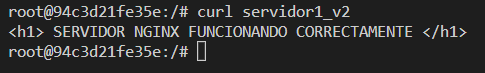 root@94c3d21fe35e:/# curl servidor1_v2
<h1> SERVIDOR NGINX FUNCIONANDO CORRECTAMENTE </h1>
root@94c3d21fe35e:/#